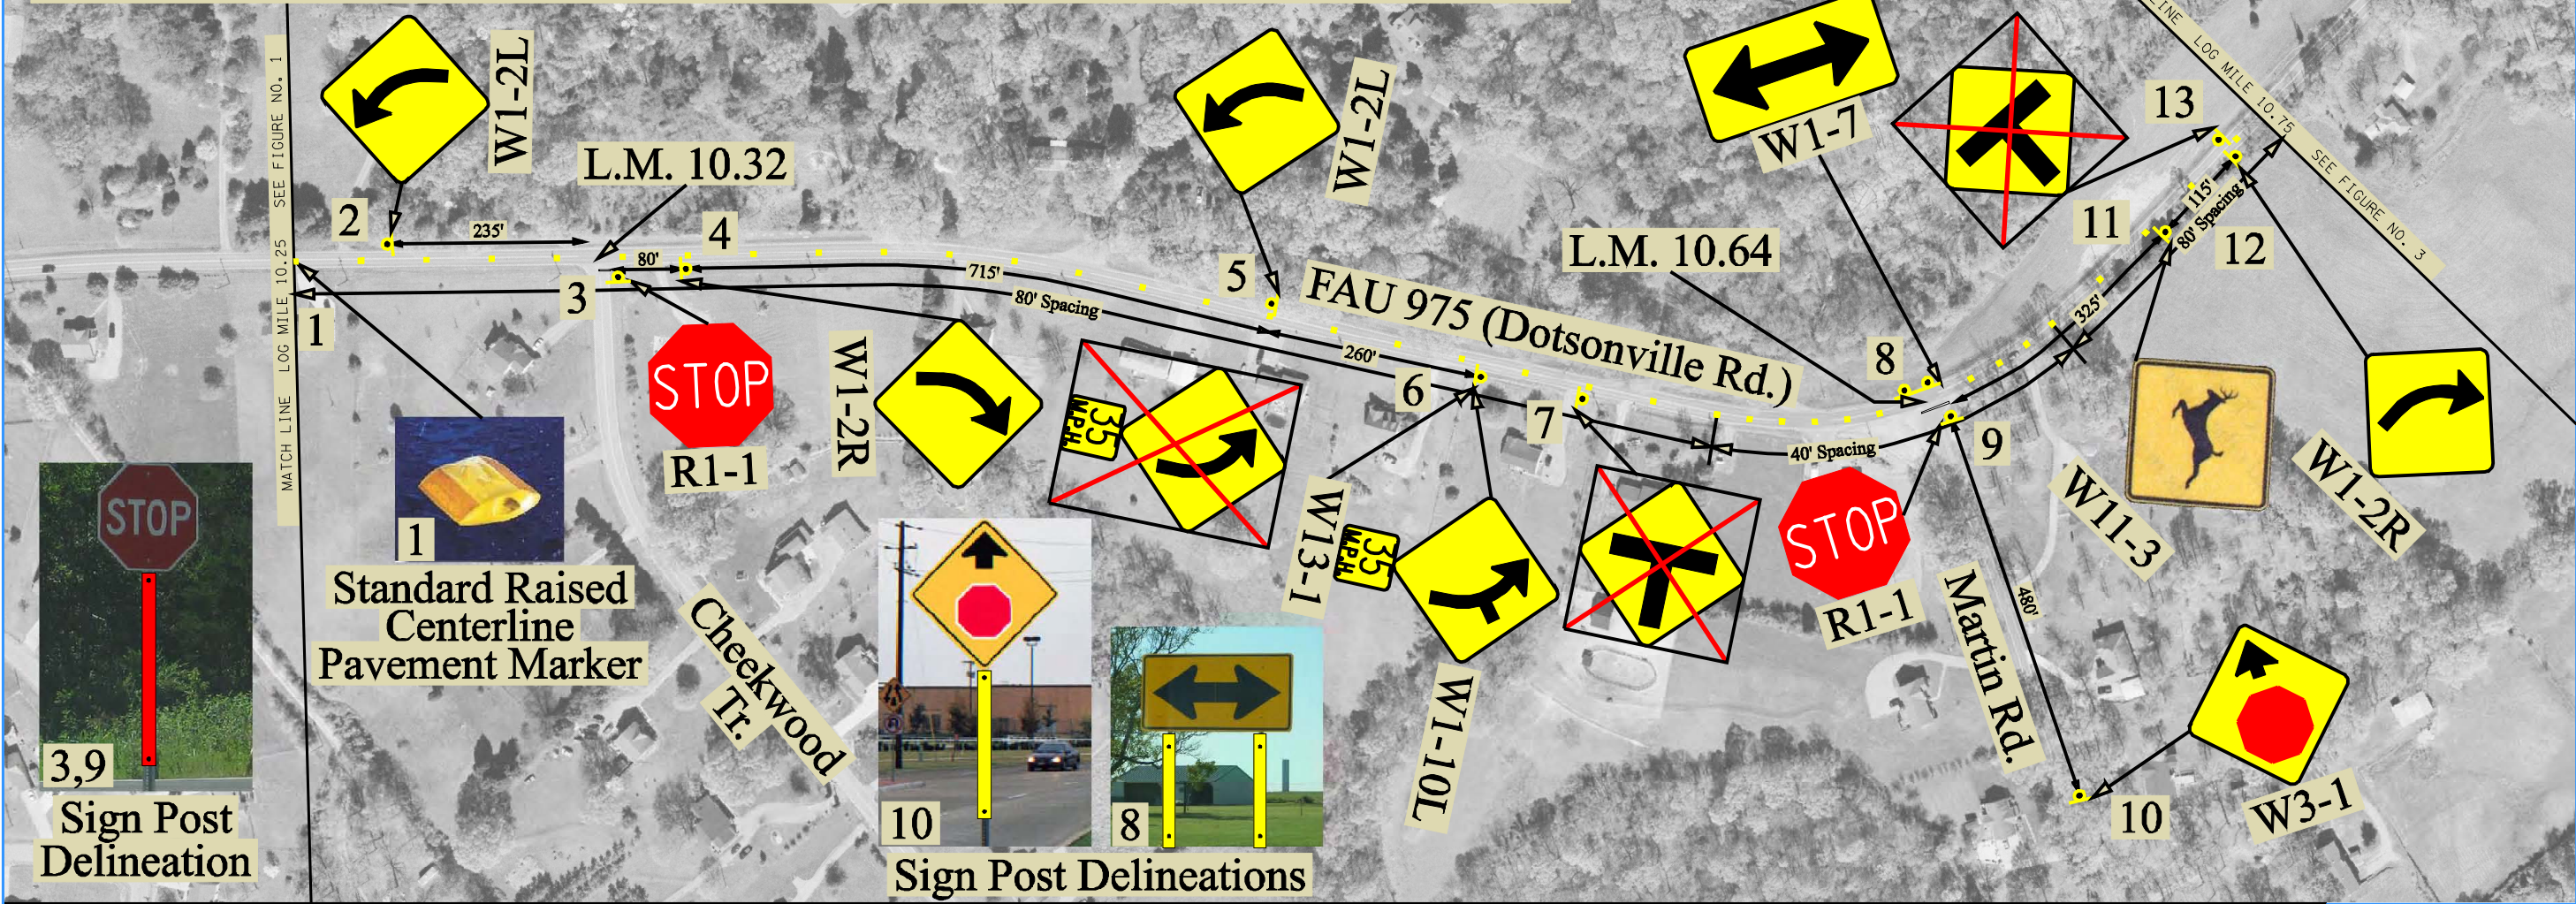 MATCH LINE LOG MILE 10.25 SEE FIGURE NO. 1
W1-2L
2
235'
L.M. 10.32
80'
4
3
1
715'
80' Spacing
W1-2L
5
FAU 975 (Dotsonville Rd.)
260'
6
7
L.M. 10.64
W1-7
8
40' Spacing
9
325'
11
115'
80' Spacing
12
13
LINE LOG MILE 10.75 SEE FIGURE NO. 3
STOP
R1-1
W1-2R
35
M.P.H.
W13-1
35
M.P.H.
W1-10L
STOP
R1-1
Martin Rd.
480'
W11-3
W1-2R
10
W3-1
1
Standard Raised
Centerline
Pavement Marker
Cheekwood
Tr.
STOP
3,9
Sign Post
Delineation
10
8
Sign Post Delineations